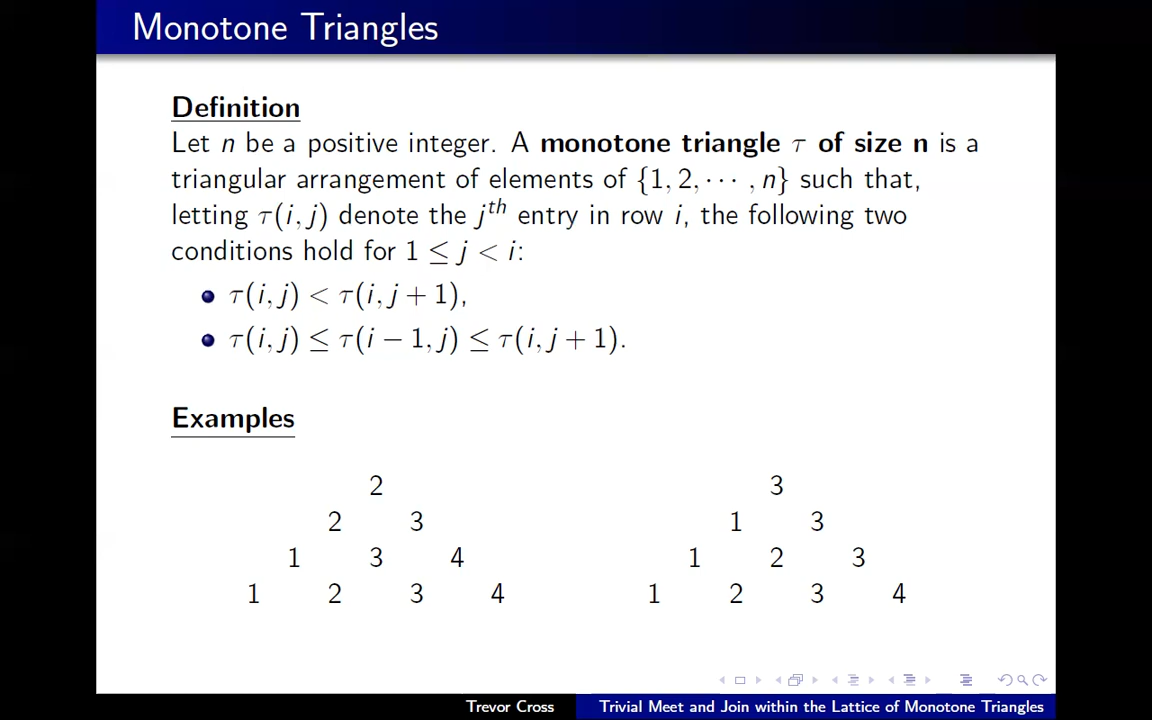 Monotone Triangles
Definition
Let n be a positive integer. A monotone triangle τ of size n is a
triangular arrangement of elements of {1, 2, ··· , n} such that,
letting τ(i, j) denote the jth entry in row i, the following two
conditions hold for 1 ≤ j < i:
τ(i, j) < τ(i, j + 1),
τ(i, j) ≤ τ(i − 1, j) ≤ τ(i, j + 1).
Examples
2 3
2 3 1 3
1 3 4 1 2 3
1 2 3 4 1 2 3 4
Trevor Cross Trivial Meet and Join within the Lattice of Monotone Triangles